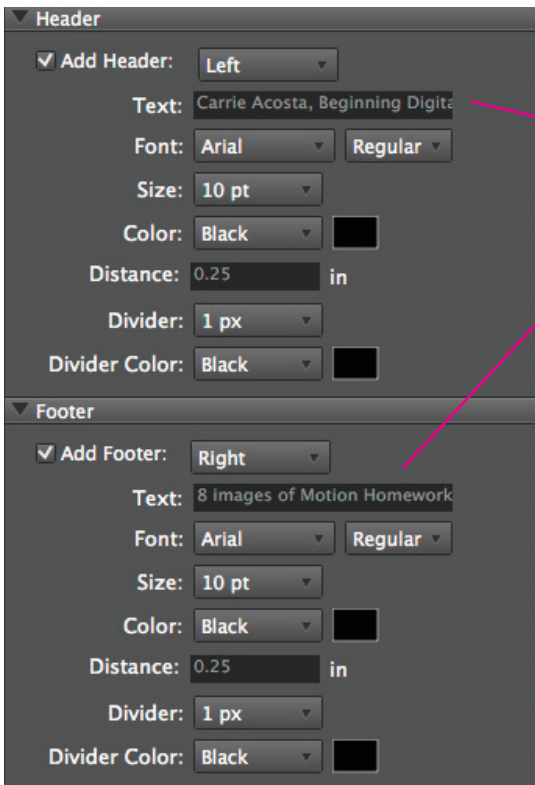 Header
Add Header: Left
Text: Carrie Acosta, Beginning
Font: Arial Regular
Size: 10 pt
Color: Black
Distance: 0.25 in
Divider: 1 px
Divider Color: Black
Footer
Add Footer: Right
Text: 8 images of Motion Homework
Font: Arial Regular
Size: 10 pt
Color: Black
Distance: 0.25 in
Divider: 1 px
Divider Color: Black